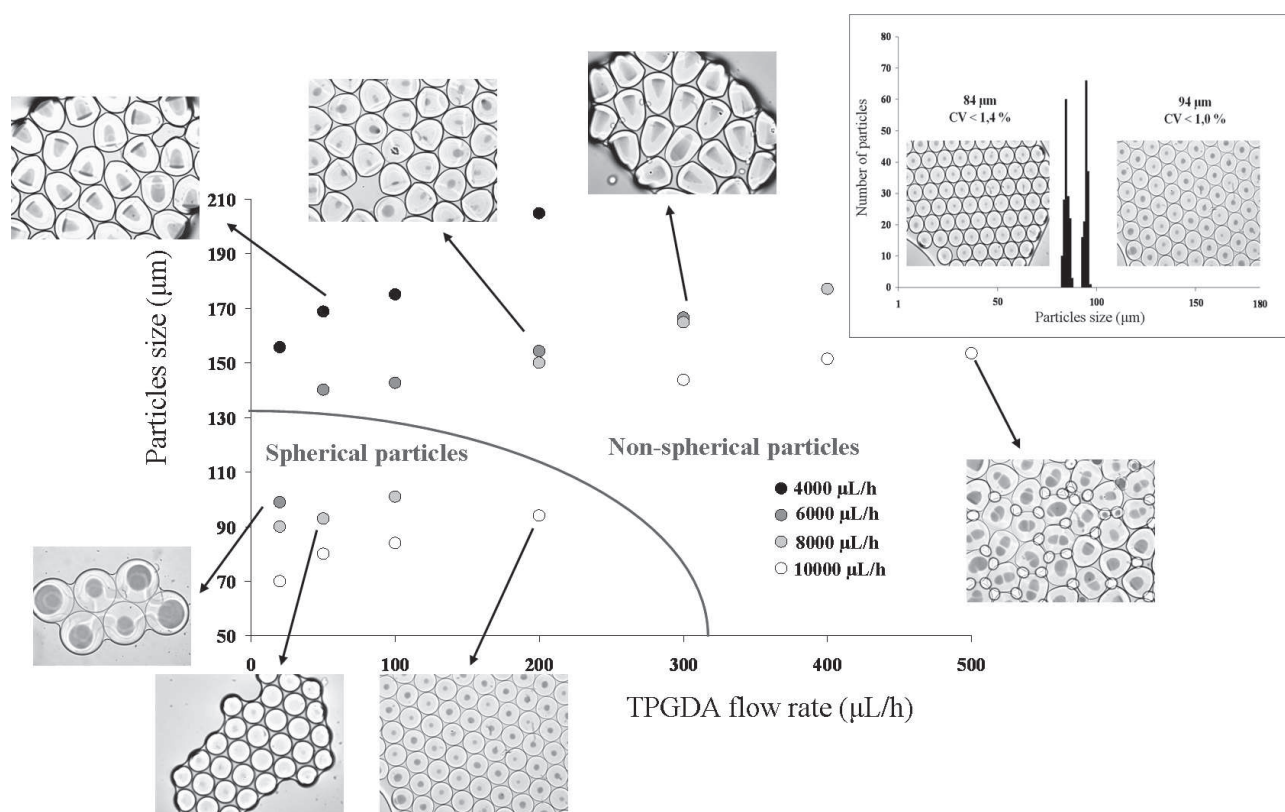 80
70
60
50
40
30
20
10
0
Number of particles
84 μm
CV < 1,4 %
94 μm
CV < 1,0 %
1
50
100
150
180
Particles size (μm)
210
190
170
150
130
110
90
70
50
Particles size (μm)
Spherical particles
Non-spherical particles
4000 μL/h
6000 μL/h
8000 μL/h
10000 μL/h
0
100
200
300
400
500
TPGDA flow rate (μL/h)